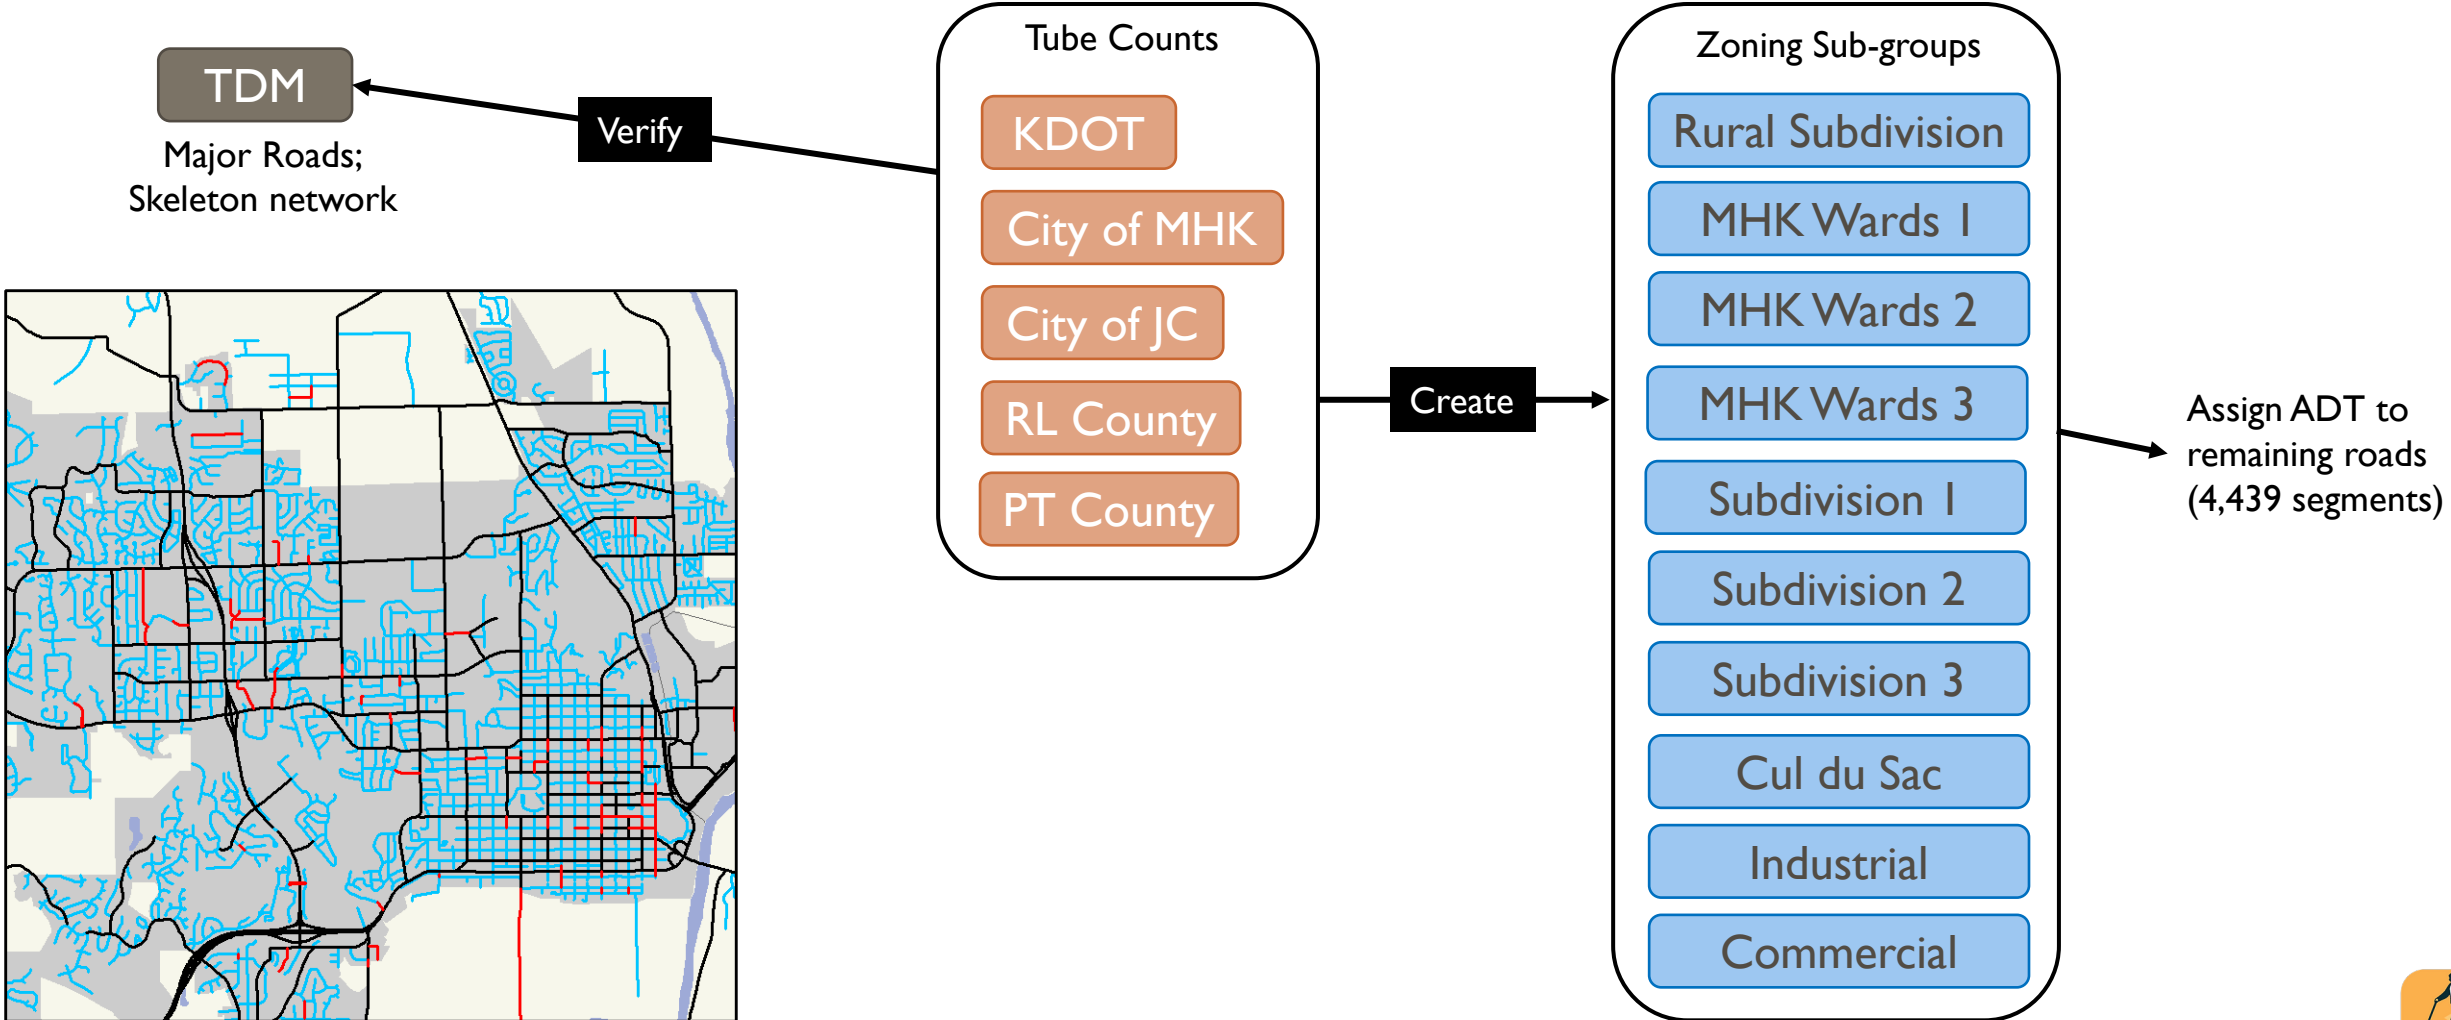 TDM
Major Roads;
Skeleton network
Verify
Tube Counts
KDOT
City of MHK
City of JC
RL County
PT County
Create
Zoning Sub-groups
Rural Subdivision
MHK Wards 1
MHK Wards 2
MHK Wards 3
Subdivision 1
Subdivision 2
Subdivision 3
Cul du Sac
Industrial
Commercial
Assign ADT to
remaining roads
(4,439 segments)